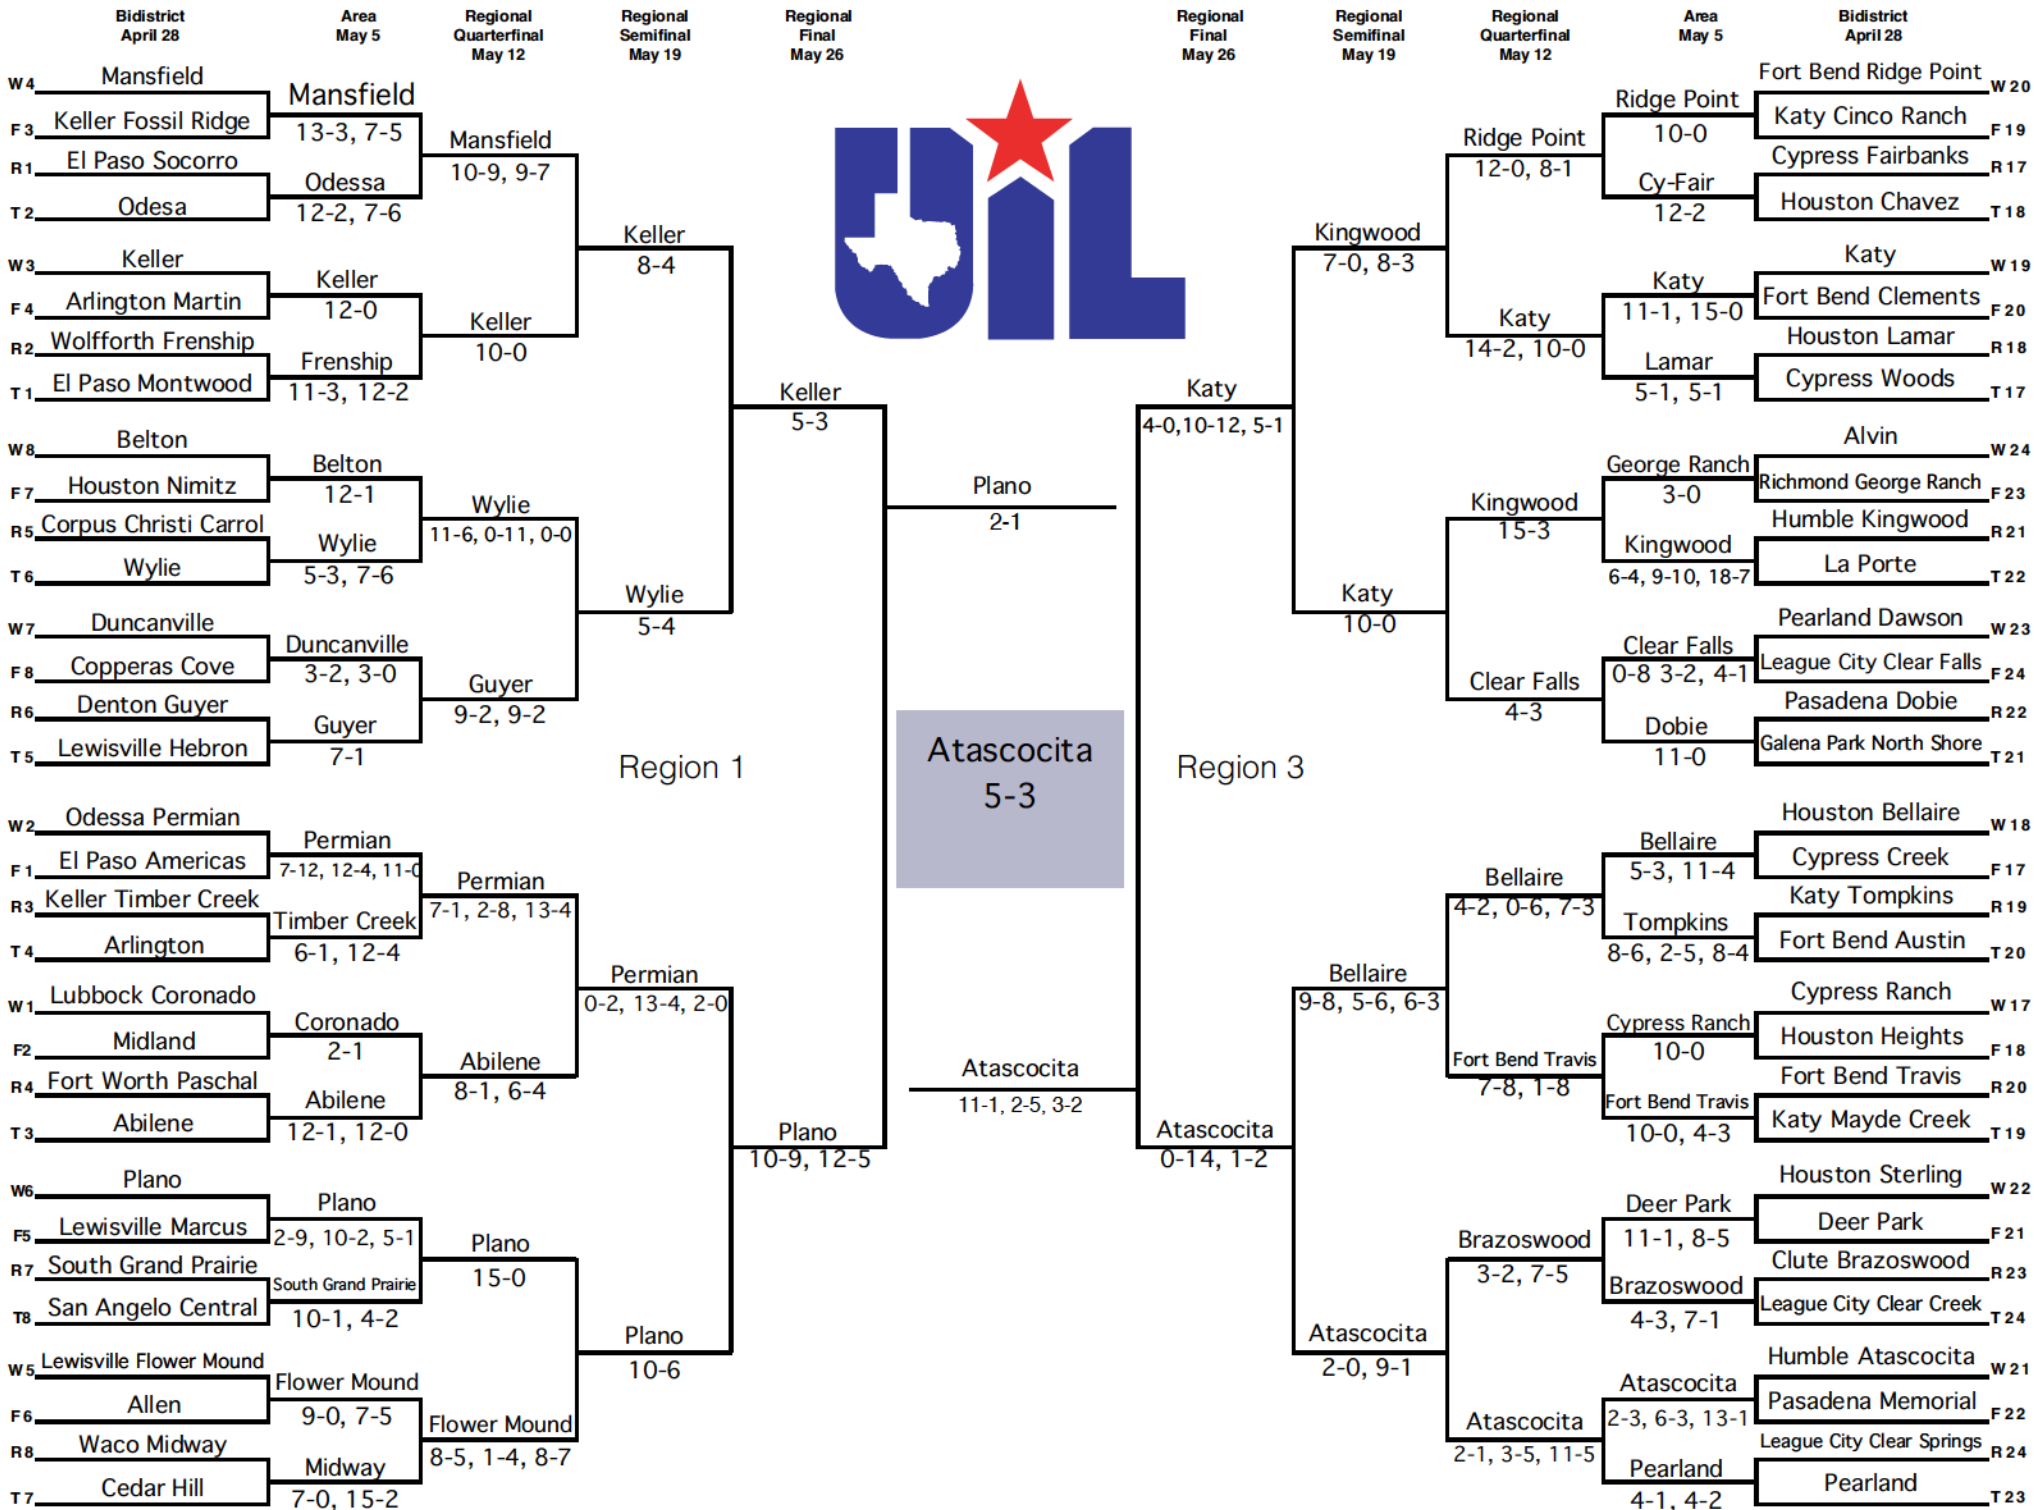 Bidistrict
April 28
Area
May 5
Regional
Quarterfinal
May 12
Regional
Semifinal
May 19
Regional
Final
May 26
Regional
Final
May 26
Regional
Semifinal
May 19
Regional
Quarterfinal
May 12
Area
May 5
Bidistrict
April 28
W4 Mansfield
F3 Keller Fossil Ridge
R1 El Paso Socorro
T2 Odesa
W3 Keller
F4 Arlington Martin
R2 Wolfforth Frenship
T1 El Paso Montwood
W8 Belton
F7 Houston Nimitz
R5 Corpus Christi Carrol
T6 Wylie
W7 Duncanville
F8 Copperas Cove
R6 Denton Guyer
T5 Lewisville Hebron
W2 Odessa Permian
F1 El Paso Americas
R3 Keller Timber Creek
T4 Arlington
W1 Lubbock Coronado
F2 Midland
R4 Fort Worth Paschal
T3 Abilene
W6 Plano
F5 Lewisville Marcus
R7 South Grand Prairie
T8 San Angelo Central
W5 Lewisville Flower Mound
F6 Allen
R8 Waco Midway
T7 Cedar Hill
Mansfield
13-3, 7-5
Odessa
12-2, 7-6
Keller
12-0
Frenship
11-3, 12-2
Belton
12-1
Wylie
5-3, 7-6
Duncanville
3-2, 3-0
Guyer
7-1
Permian
7-12, 12-4, 11-0
Timber Creek
6-1, 12-4
Coronado
2-1
Abilene
12-1, 12-0
Plano
2-9, 10-2, 5-1
South Grand Prairie
10-1, 4-2
Flower Mound
9-0, 7-5
Midway
7-0, 15-2
Mansfield
10-9, 9-7
Keller
10-0
Wylie
11-6, 0-11, 0-0
Guyer
9-2, 9-2
Permian
7-1, 2-8, 13-4
Abilene
8-1, 6-4
Plano
15-0
Flower Mound
8-5, 1-4, 8-7
Keller
8-4
Wylie
5-4
Permian
0-2, 13-4, 2-0
Plano
10-6
Keller
5-3
Plano
10-9, 12-5
Region 1
UIL
Plano
2-1
Atascocita
5-3
Atascocita
11-1, 2-5, 3-2
Region 3
Katy
4-0,10-12, 5-1
Atascocita
0-14, 1-2
Kingwood
7-0, 8-3
Katy
10-0
Bellaire
9-8, 5-6, 6-3
Atascocita
2-0, 9-1
Ridge Point
12-0, 8-1
Katy
14-2, 10-0
Kingwood
15-3
Clear Falls
4-3
Bellaire
4-2, 0-6, 7-3
Fort Bend Travis
7-8, 1-8
Brazoswood
3-2, 7-5
Atascocita
2-1, 3-5, 11-5
Ridge Point
10-0
Cy-Fair
12-2
Katy
11-1, 15-0
Lamar
5-1, 5-1
George Ranch
3-0
Kingwood
6-4, 9-10, 18-7
Clear Falls
0-8 3-2, 4-1
Dobie
11-0
Bellaire
5-3, 11-4
Tompkins
8-6, 2-5, 8-4
Cypress Ranch
10-0
Fort Bend Travis
10-0, 4-3
Deer Park
11-1, 8-5
Brazoswood
4-3, 7-1
Atascocita
2-3, 6-3, 13-1
Pearland
4-1, 4-2
Fort Bend Ridge Point W20
Katy Cinco Ranch F19
Cypress Fairbanks R17
Houston Chavez T18
Katy W19
Fort Bend Clements F20
Houston Lamar R18
Cypress Woods T17
Alvin W24
Richmond George Ranch F23
Humble Kingwood R21
La Porte T22
Pearland Dawson W23
League City Clear Falls F24
Pasadena Dobie R22
Galena Park North Shore T21
Houston Bellaire W18
Cypress Creek F17
Katy Tompkins R19
Fort Bend Austin T20
Cypress Ranch W17
Houston Heights F18
Fort Bend Travis R20
Katy Mayde Creek T19
Houston Sterling W22
Deer Park F21
Clute Brazoswood R23
League City Clear Creek T24
Humble Atascocita W21
Pasadena Memorial F22
League City Clear Springs R24
Pearland T23